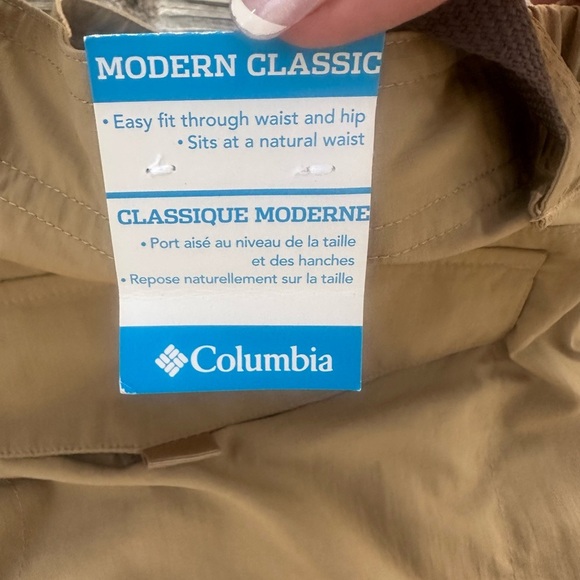 MODERN CLASSIC
• Easy fit through waist and hip
• Sits at a natural waist
CLASSIQUE MODERNE
• Port aisé au niveau de la taille
et des hanches
• Repose naturellement sur la taille
Columbia